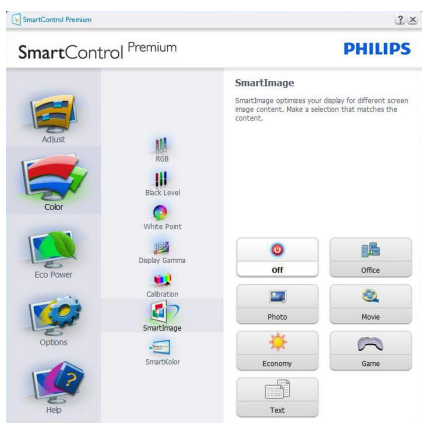 SmartControl Premium
SmartControl Premium
PHILIPS
Adjust
Color
Eco Power
Options
Help
RGB
Black Level
White Point
Display Gamma
Calibration
SmartImage
SmartKolor
SmartImage
SmartImage optimizes your display for different screen
image content. Make a selection that matches the
content.
Off
Office
Photo
Movie
Economy
Game
Text